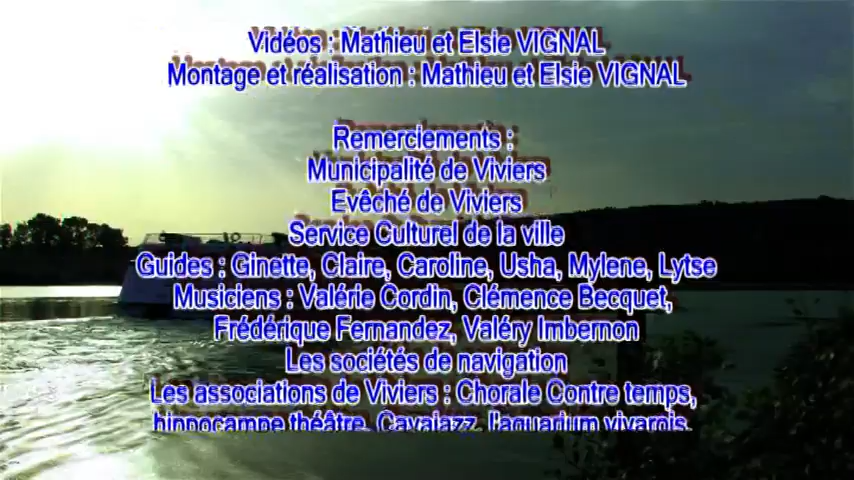 Vidéos : Mathieu et Elsie VIGNAL
Montage et réalisation : Mathieu et Elsie VIGNAL
Remerciements :
Municipalité de Viviers
Evêché de Viviers
Service Culturel de la ville
Guides : Ginette, Claire, Caroline, Usha, Mylene, Lytse
Musiciens : Valérie Cordin, Clémence Becquet,
Frédérique Fernandez, Valéry Imbernon
Les sociétés de navigation
Les associations de Viviers : Chorale Contre temps,
hippocampe théâtre, Cavajazz, l'aquarium vivarois,